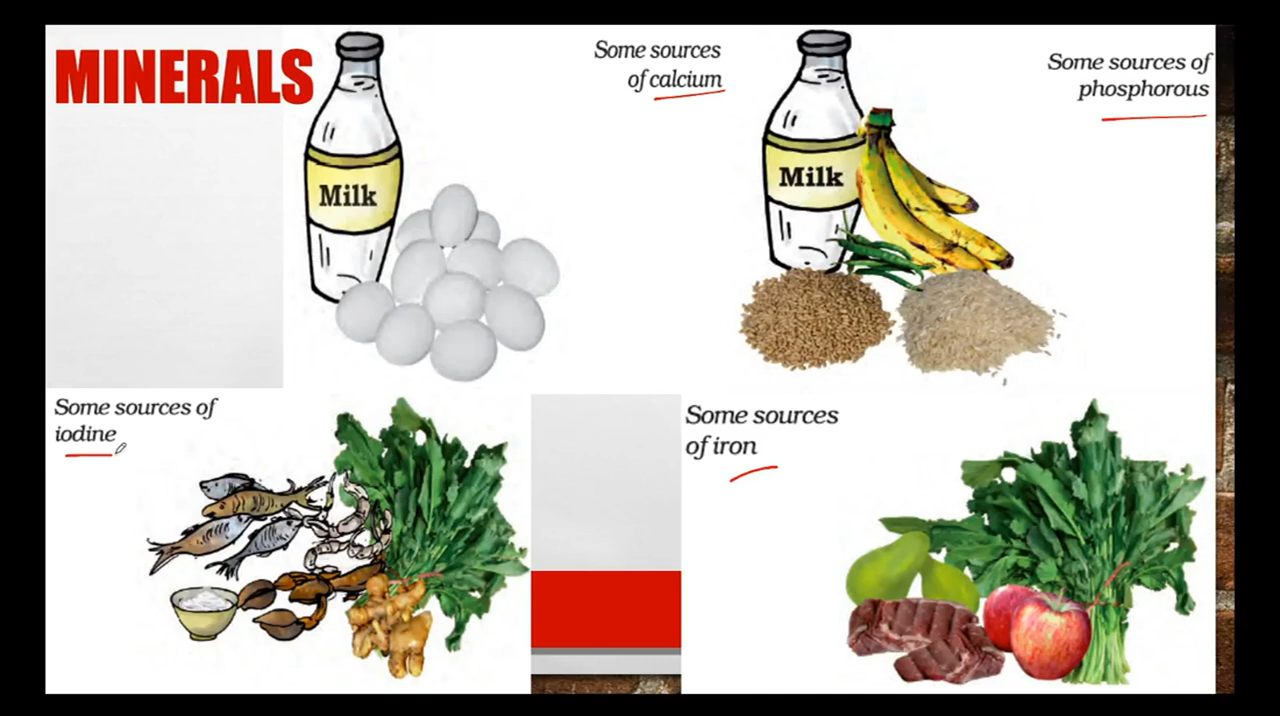 MINERALS
Some sources
of calcium
Milk
Some sources of
phosphorous
Milk
Some sources of
iodine
Some sources
of iron